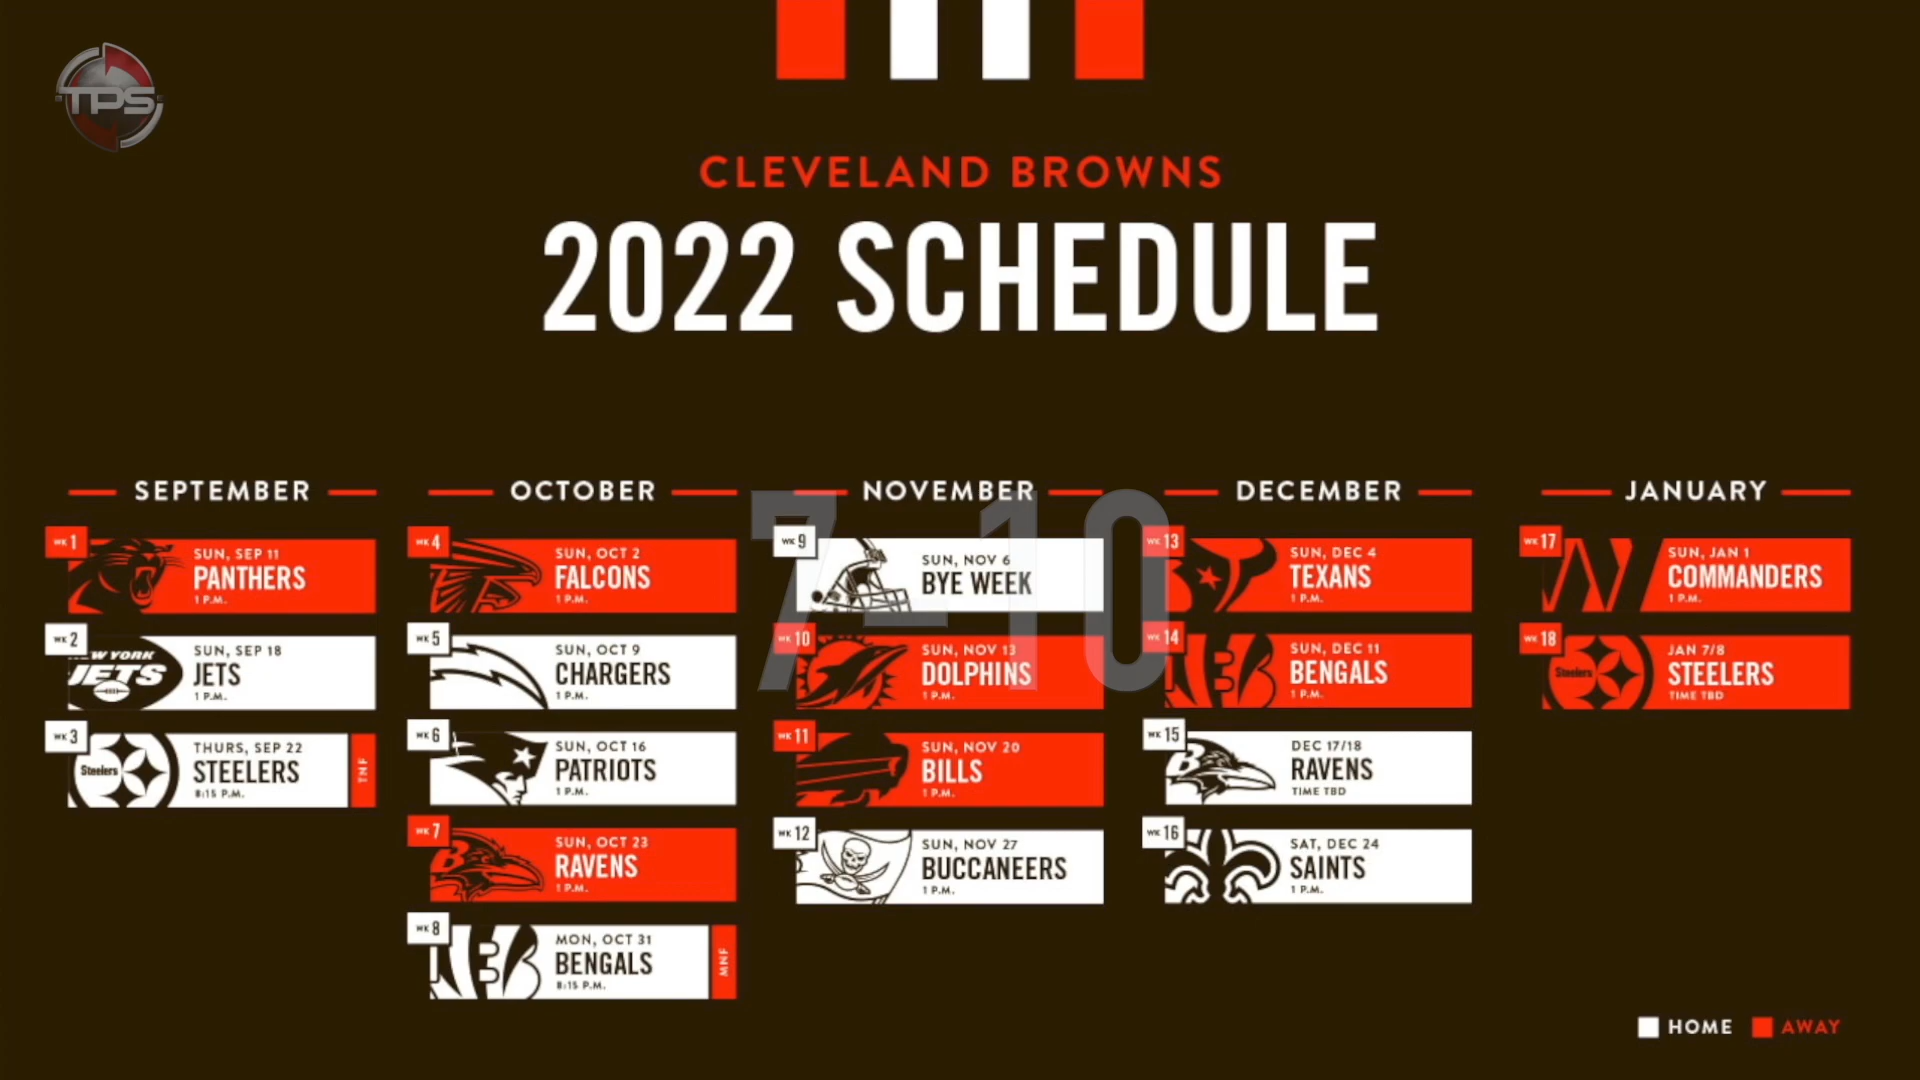 TPS
CLEVELAND BROWNS
2022 SCHEDULE
7-10
SEPTEMBER
WK 1
SUN, SEP 11
PANTHERS
1 P.M.
WK 2
NEW YORK
JETS
SUN, SEP 18
JETS
1 P.M.
WK 3
Steelers
THURS, SEP 22
STEELERS
8:15 P.M.
TNF
OCTOBER
WK 4
SUN, OCT 2
FALCONS
1 P.M.
WK 5
SUN, OCT 9
CHARGERS
1 P.M.
WK 6
SUN, OCT 16
PATRIOTS
1 P.M.
WK 7
B
SUN, OCT 23
RAVENS
1 P.M.
WK 8
MON, OCT 31
BENGALS
8:15 P.M.
MNF
NOVEMBER
WK 9
SUN, NOV 6
BYE WEEK
WK 10
SUN, NOV 13
DOLPHINS
1 P.M.
WK 11
SUN, NOV 20
BILLS
1 P.M.
WK 12
SUN, NOV 27
BUCCANEERS
1 P.M.
DECEMBER
WK 13
SUN, DEC 4
TEXANS
1 P.M.
WK 14
SUN, DEC 11
BENGALS
1 P.M.
WK 15
B
DEC 17/18
RAVENS
TIME TBD
WK 16
SAT, DEC 24
SAINTS
1 P.M.
JANUARY
WK 17
SUN, JAN 1
COMMANDERS
1 P.M.
WK 18
Steelers
JAN 7/8
STEELERS
TIME TBD
HOME AWAY